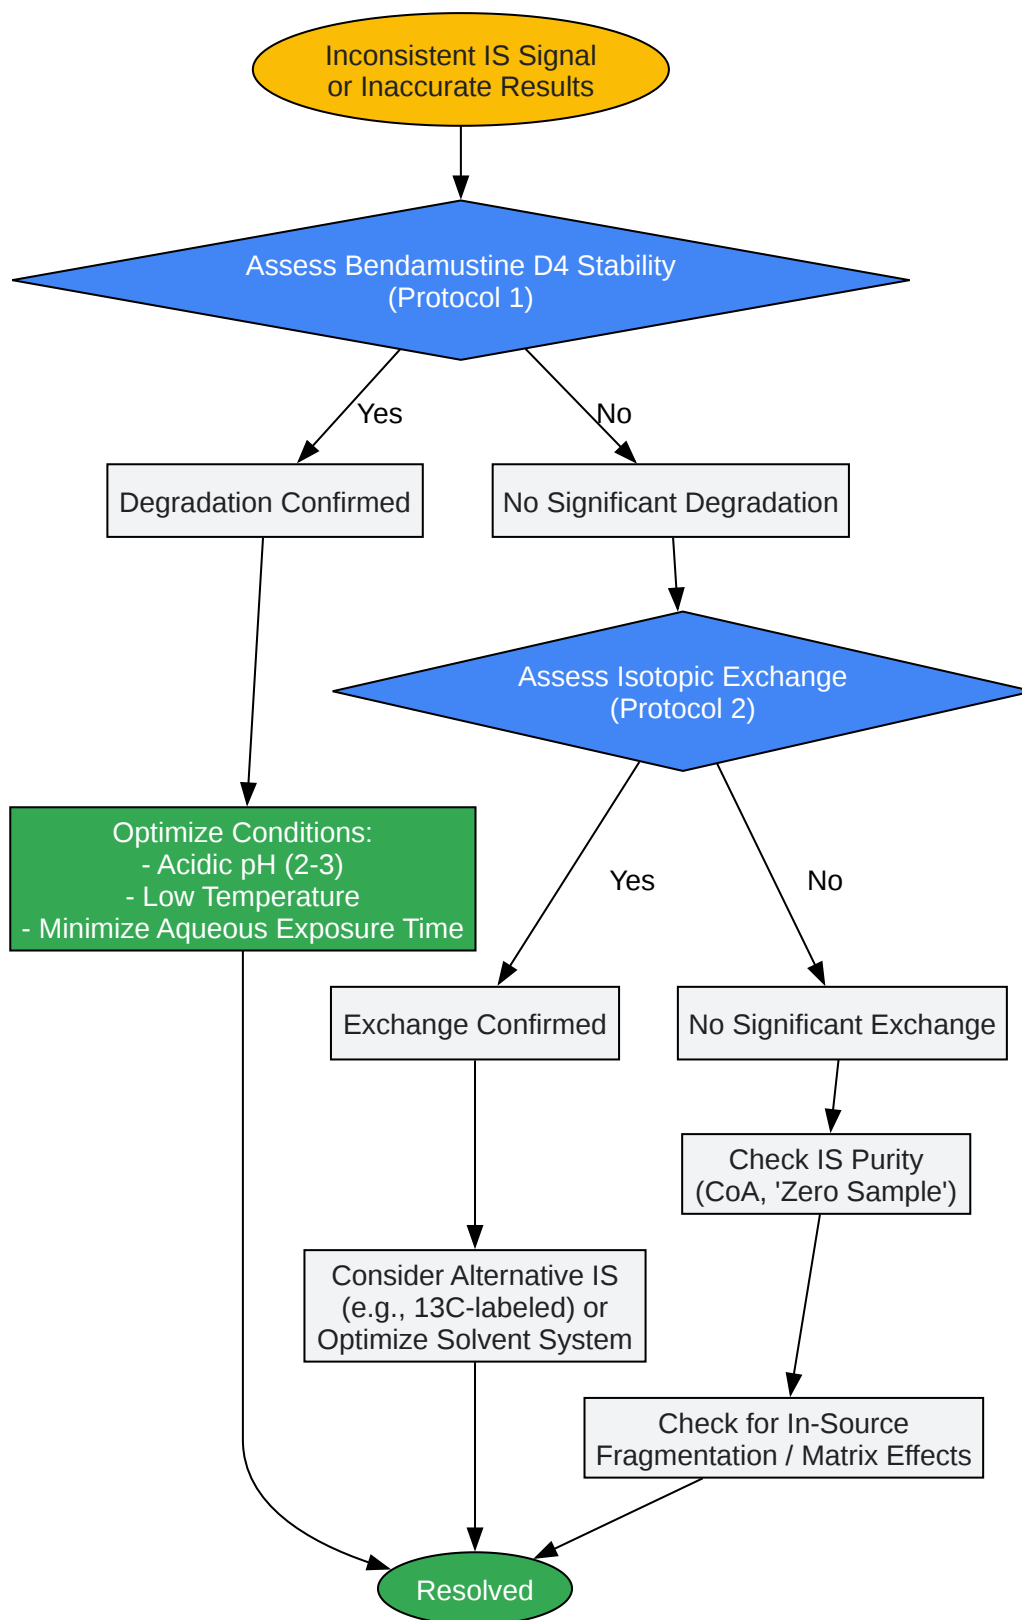 Inconsistent IS Signal
or Inaccurate Results
Assess Bendamustine D4 Stability
(Protocol 1)
Yes
No
Degradation Confirmed
No Significant Degradation
Assess Isotopic Exchange
(Protocol 2)
Optimize Conditions:
- Acidic pH (2-3)
- Low Temperature
- Minimize Aqueous Exposure Time
Yes
No
Exchange Confirmed
No Significant Exchange
Check IS Purity
(CoA, 'Zero Sample')
Consider Alternative IS
(e.g., 13C-labeled) or
Optimize Solvent System
Check for In-Source
Fragmentation / Matrix Effects
Resolved